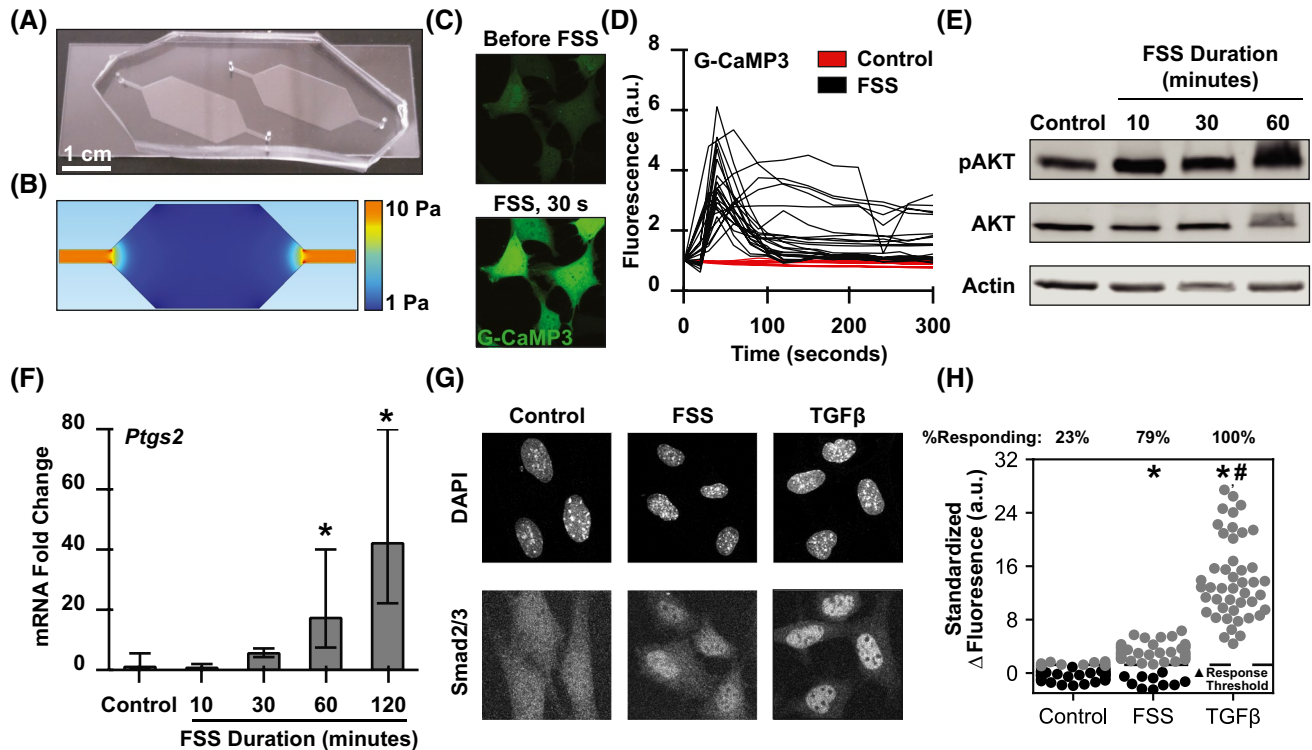 (A)
1 cm
(B)
10 Pa
1 Pa
(C)
Before FSS
FSS, 30 s
G-CaMP3
(D)
G-CaMP3
Control
FSS
Fluorescence (a.u.)
8
6
4
2
0
0 100 200 300
Time (seconds)
(E)
FSS Duration
(minutes)
Control 10 30 60
pAKT
AKT
Actin
(F)
Ptgs2
mRNA Fold Change
80
60
40
20
0
* *
Control 10 30 60 120
FSS Duration (minutes)
(G)
Control FSS TGFβ
DAPI
Smad2/3
(H)
%Responding: 23% 79% 100%
Standardized
Δ Fluoresence (a.u.)
32
24
16
8
0
* *,#
▲ Response
Threshold
Control FSS TGFβ